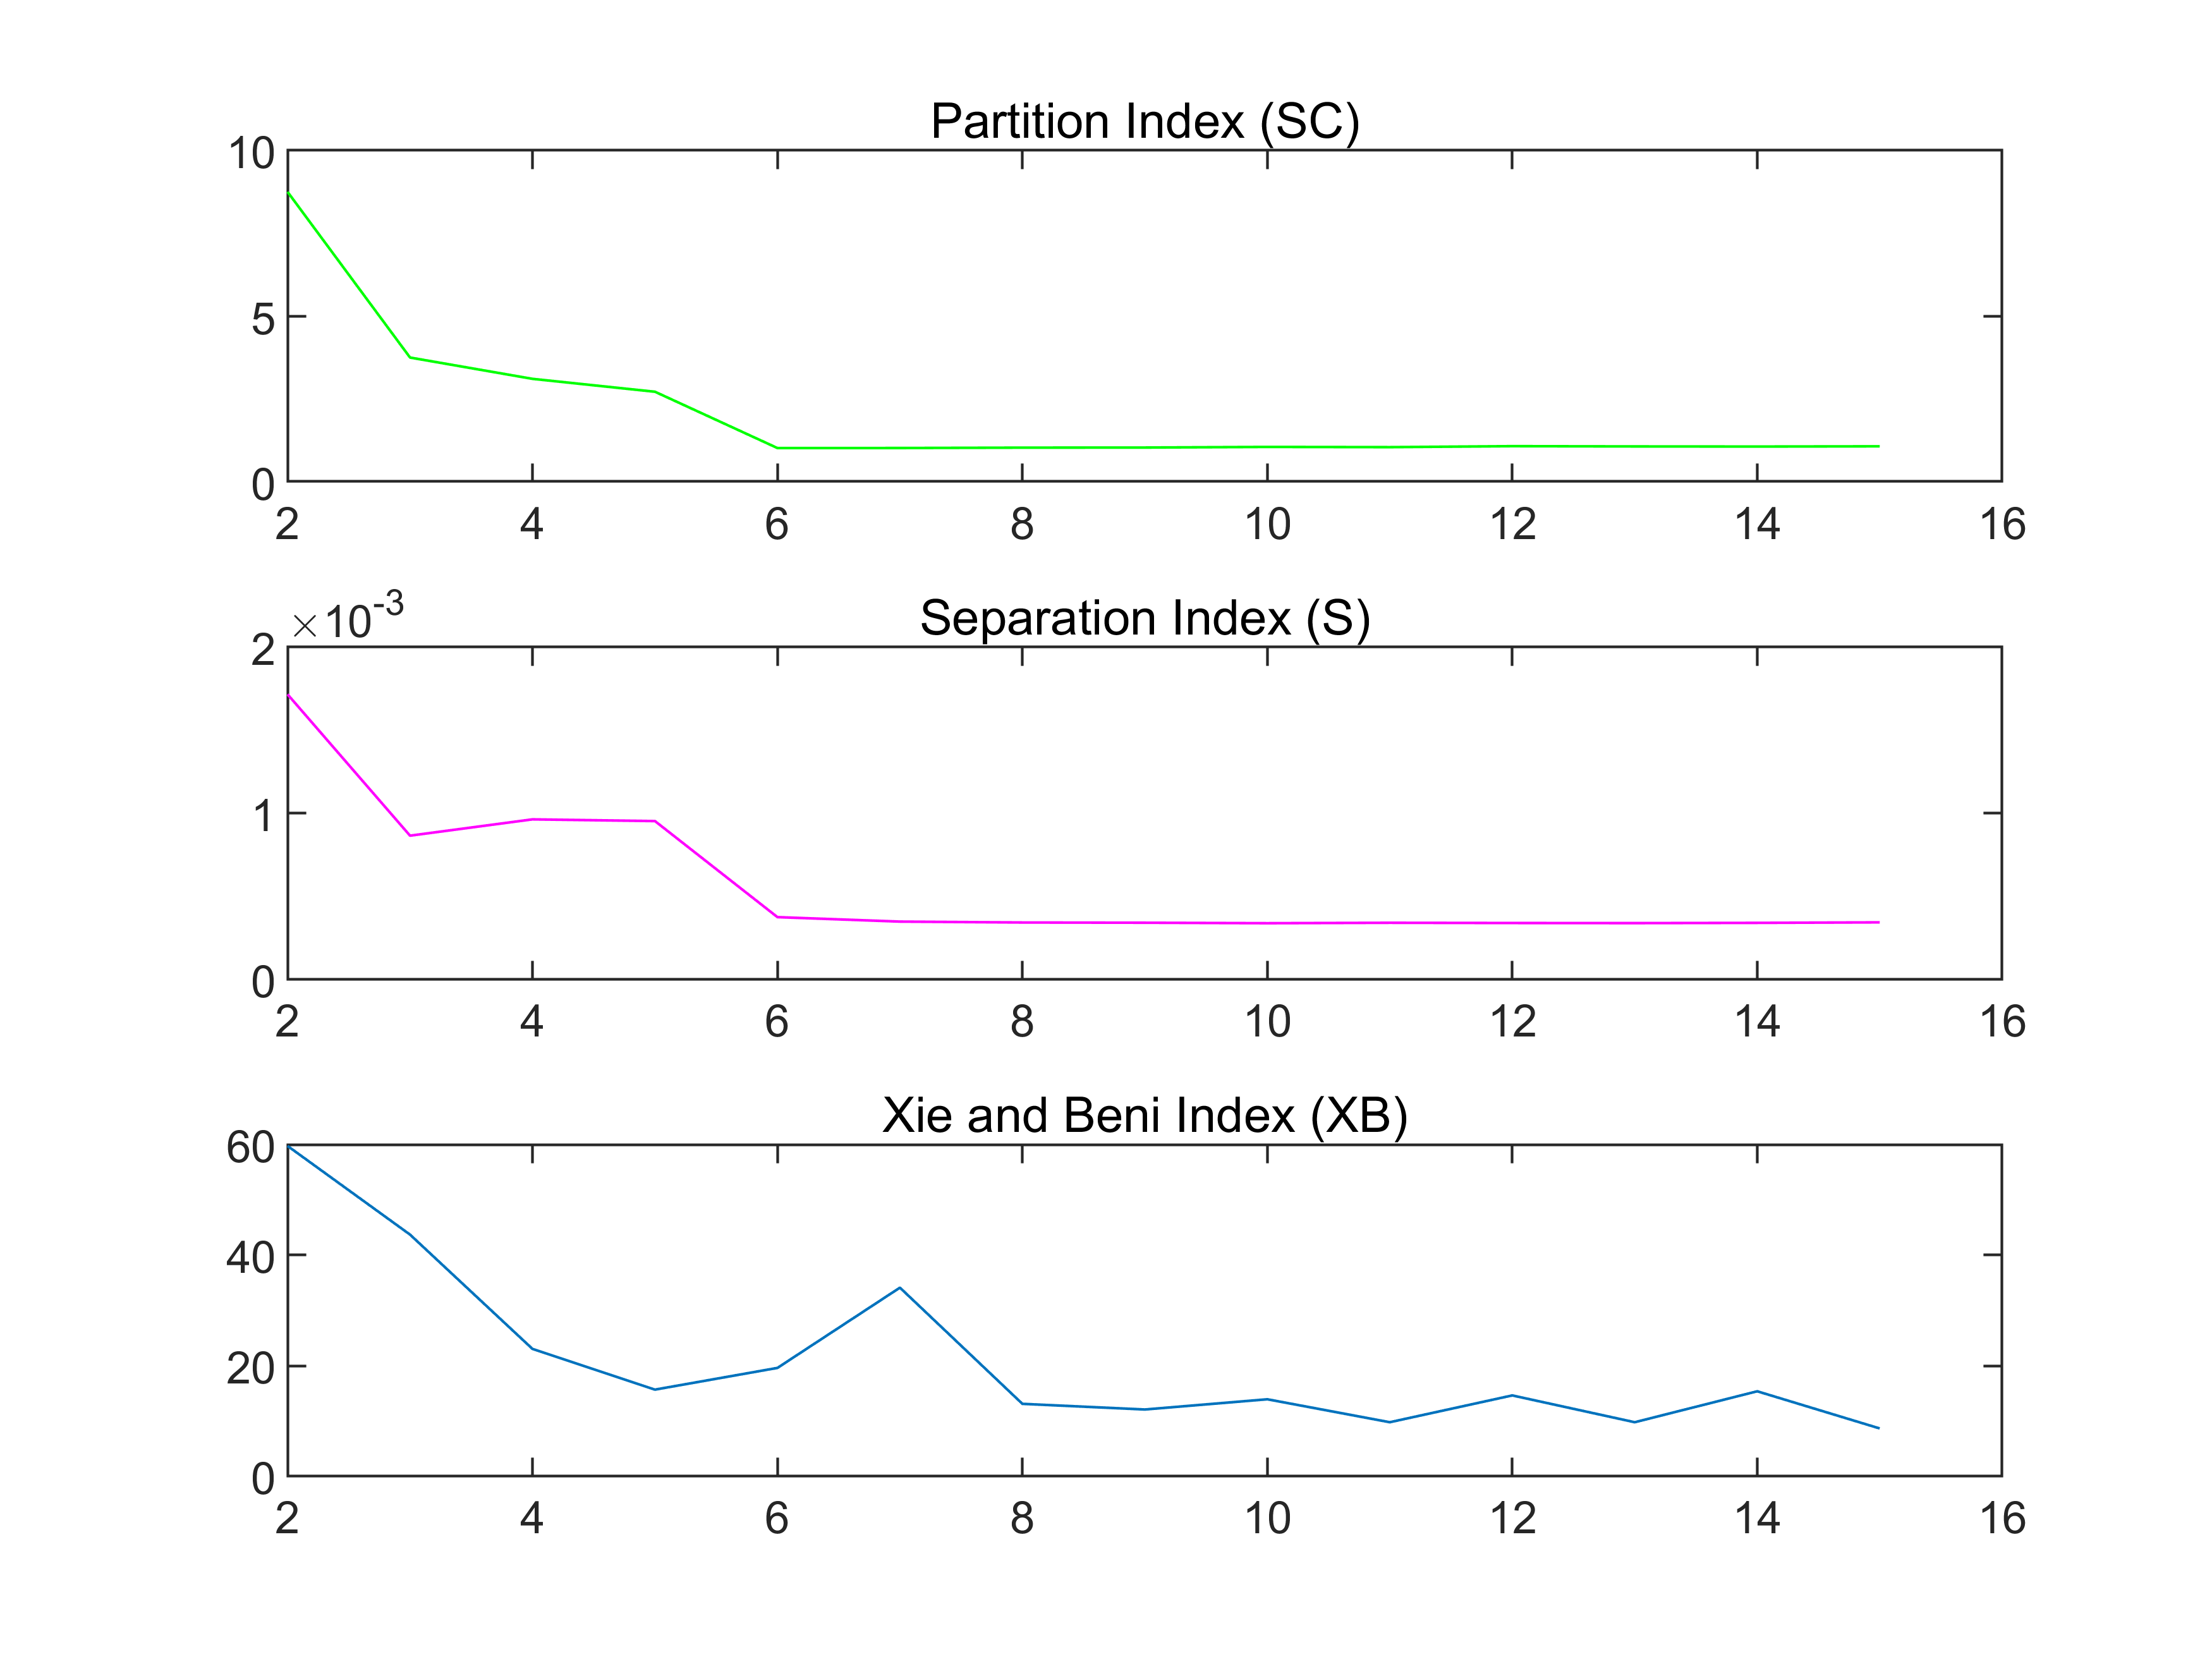 Partition Index (SC)
10
5
0
2 4 6 8 10 12 14 16
×10-3
Separation Index (S)
2
1
0
2 4 6 8 10 12 14 16
Xie and Beni Index (XB)
60
40
20
0
2 4 6 8 10 12 14 16